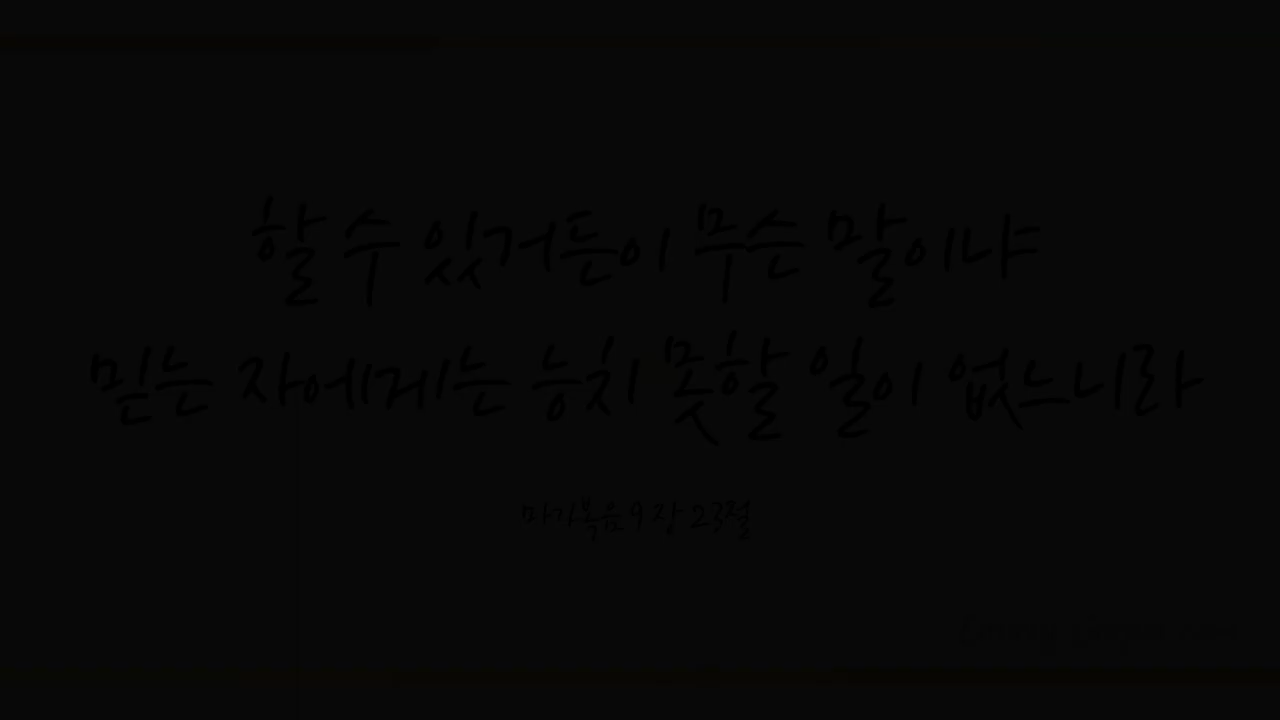 할 수 있거든이 무슨 말이냐
믿는 자에게는 능치 못할 일이 없느니라
마가복음 9장 23절